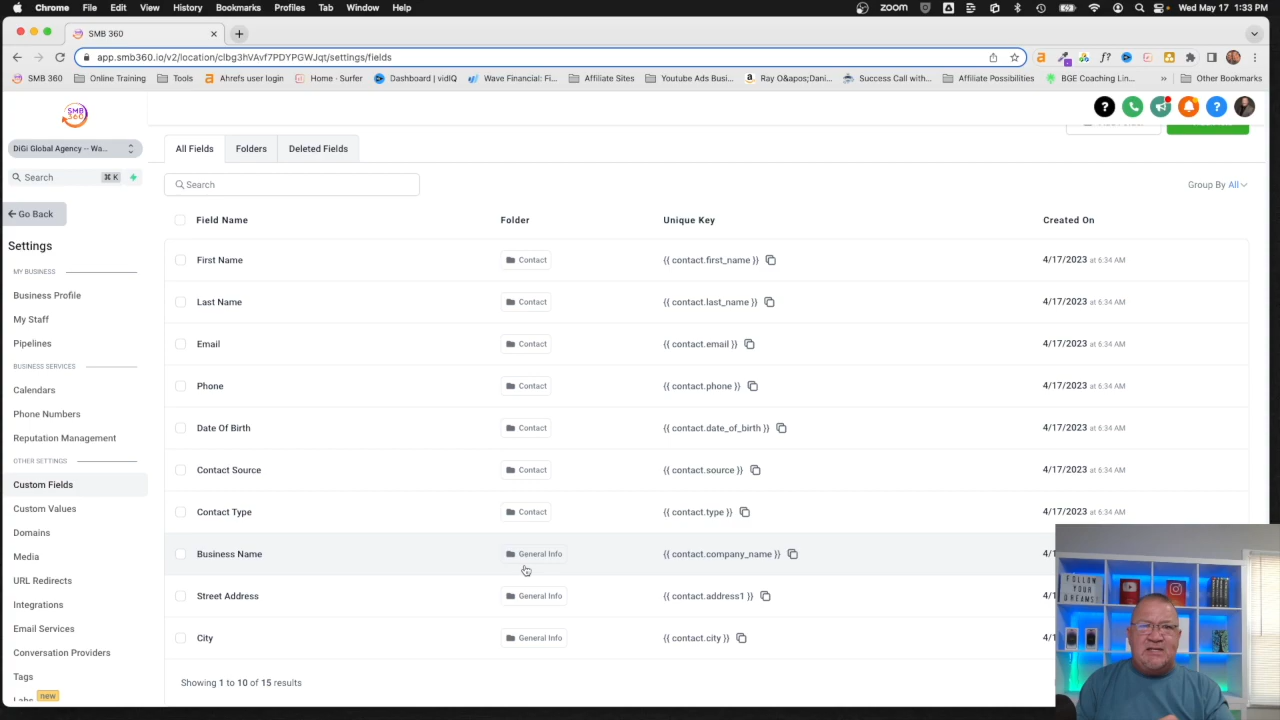 Chrome File Edit View History Bookmarks Profiles Tab Window Help zoom Wed May 17 1:33 PM
SMB 360
app.smb360.io/v2/location/clbg3hVAvf7PDYPGWJqt/settings/fields
SMB 360 Online Training Tools Ahrefs user login Home · Surfer Dashboard | vidIQ Wave Financial: Fi... Affiliate Sites Youtube Ads Busi... Ray O&apos;Dani... Success Call with... Affiliate Possibilities BGE Coaching Lin... » Other Bookmarks
SMB
360
DiGi Global Agency -- Wa...
All Fields Folders Deleted Fields
Search ⌘ K
Search
Group By All
Go Back
Field Name Folder Unique Key Created On
Settings
MY BUSINESS
Business Profile
My Staff
Pipelines
BUSINESS SERVICES
Calendars
Phone Numbers
Reputation Management
OTHER SETTINGS
Custom Fields
Custom Values
Domains
Media
URL Redirects
Integrations
Email Services
Conversation Providers
Tags
Labs new
First Name Contact {{ contact.first_name }} 4/17/2023 at 6:34 AM
Last Name Contact {{ contact.last_name }} 4/17/2023 at 6:34 AM
Email Contact {{ contact.email }} 4/17/2023 at 6:34 AM
Phone Contact {{ contact.phone }} 4/17/2023 at 6:34 AM
Date Of Birth Contact {{ contact.date_of_birth }} 4/17/2023 at 6:34 AM
Contact Source Contact {{ contact.source }} 4/17/2023 at 6:34 AM
Contact Type Contact {{ contact.type }} 4/17/2023 at 6:34 AM
Business Name General Info {{ contact.company_name }} 4/1
Street Address General Info {{ contact.address1 }} 4/1
City General Info {{ contact.city }} 4/1
Showing 1 to 10 of 15 results
FOLLOW
YOUR
DREAMS